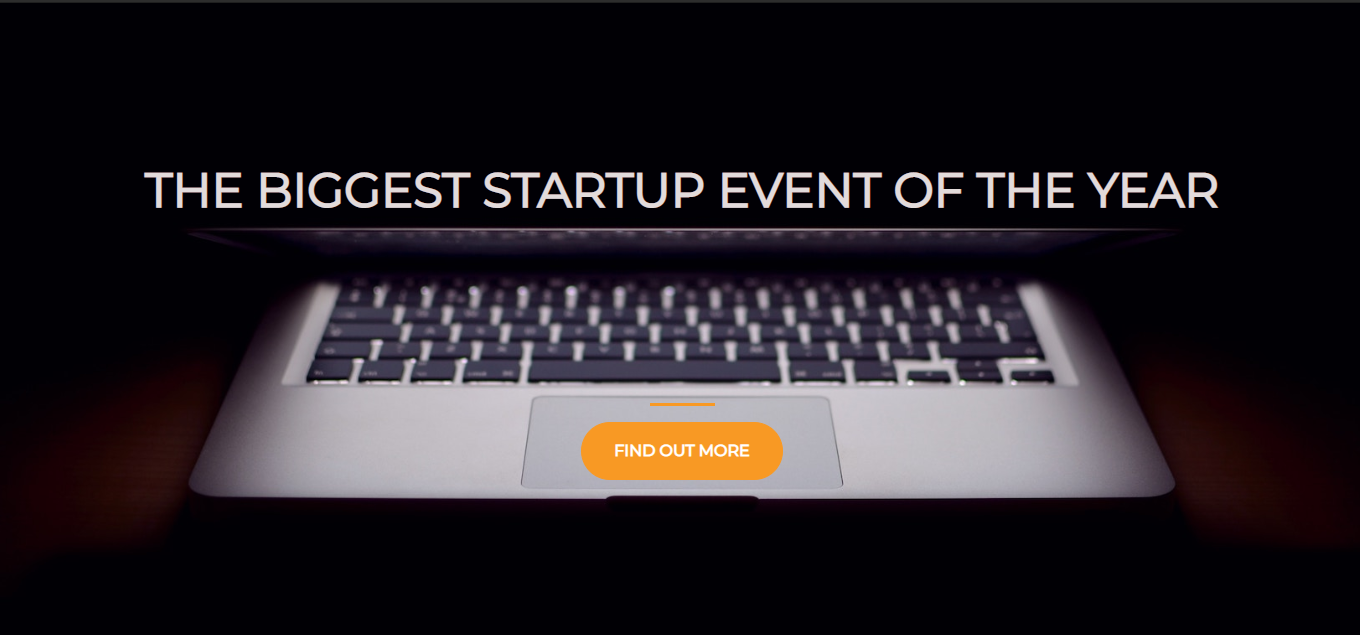 THE BIGGEST STARTUP EVENT OF THE YEAR
FIND OUT MORE